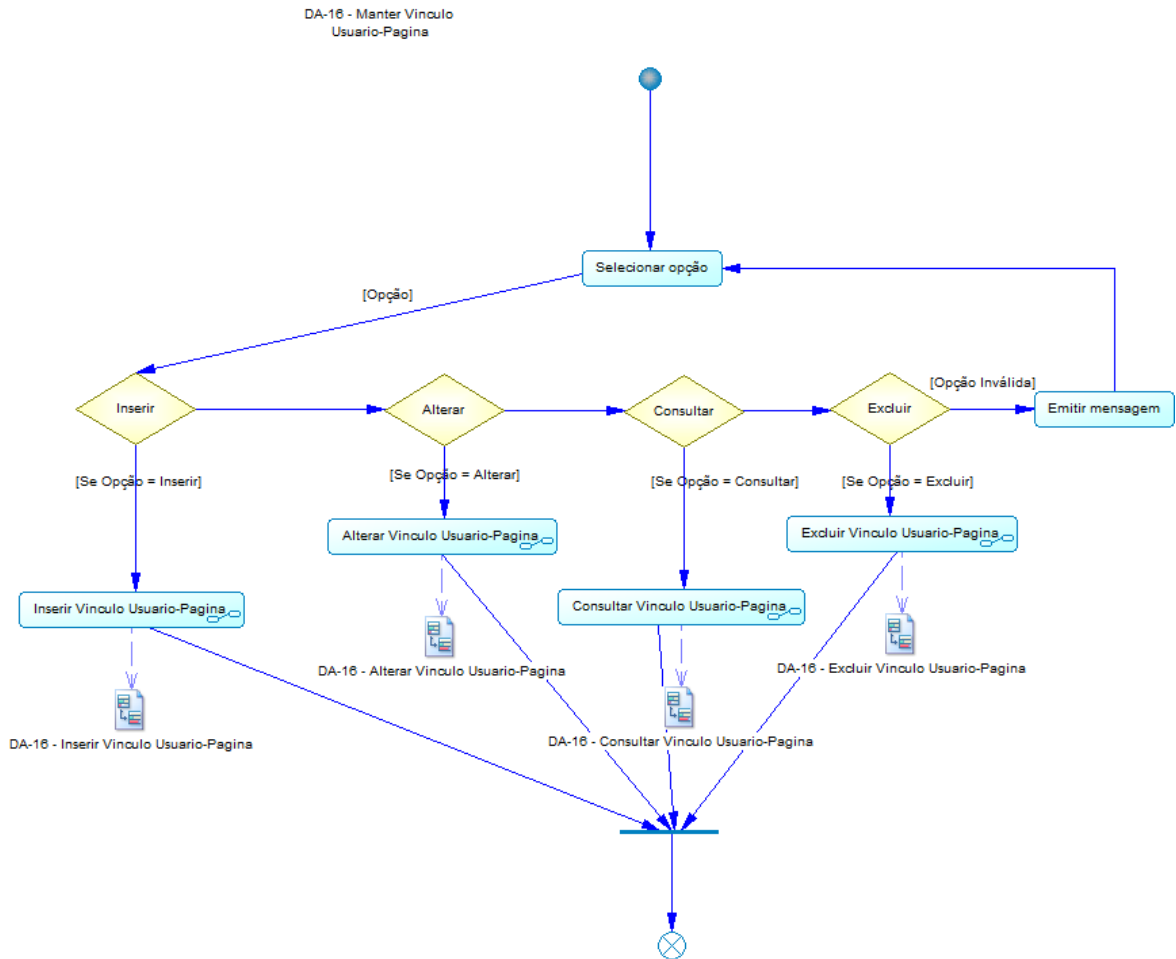 DA-16 - Manter Vinculo
Usuario-Pagina
Selecionar opção
[Opção]
Inserir
Alterar
Consultar
Excluir
[Opção Inválida]
Emitir mensagem
[Se Opção = Inserir]
[Se Opção = Alterar]
[Se Opção = Consultar]
[Se Opção = Excluir]
Alterar Vinculo Usuario-Pagina
Excluir Vinculo Usuario-Pagina
Inserir Vinculo Usuario-Pagina
Consultar Vinculo Usuario-Pagina
DA-16 - Alterar Vinculo Usuario-Pagina
DA-16 - Excluir Vinculo Usuario-Pagina
DA-16 - Inserir Vinculo Usuario-Pagina
DA-16 - Consultar Vinculo Usuario-Pagina